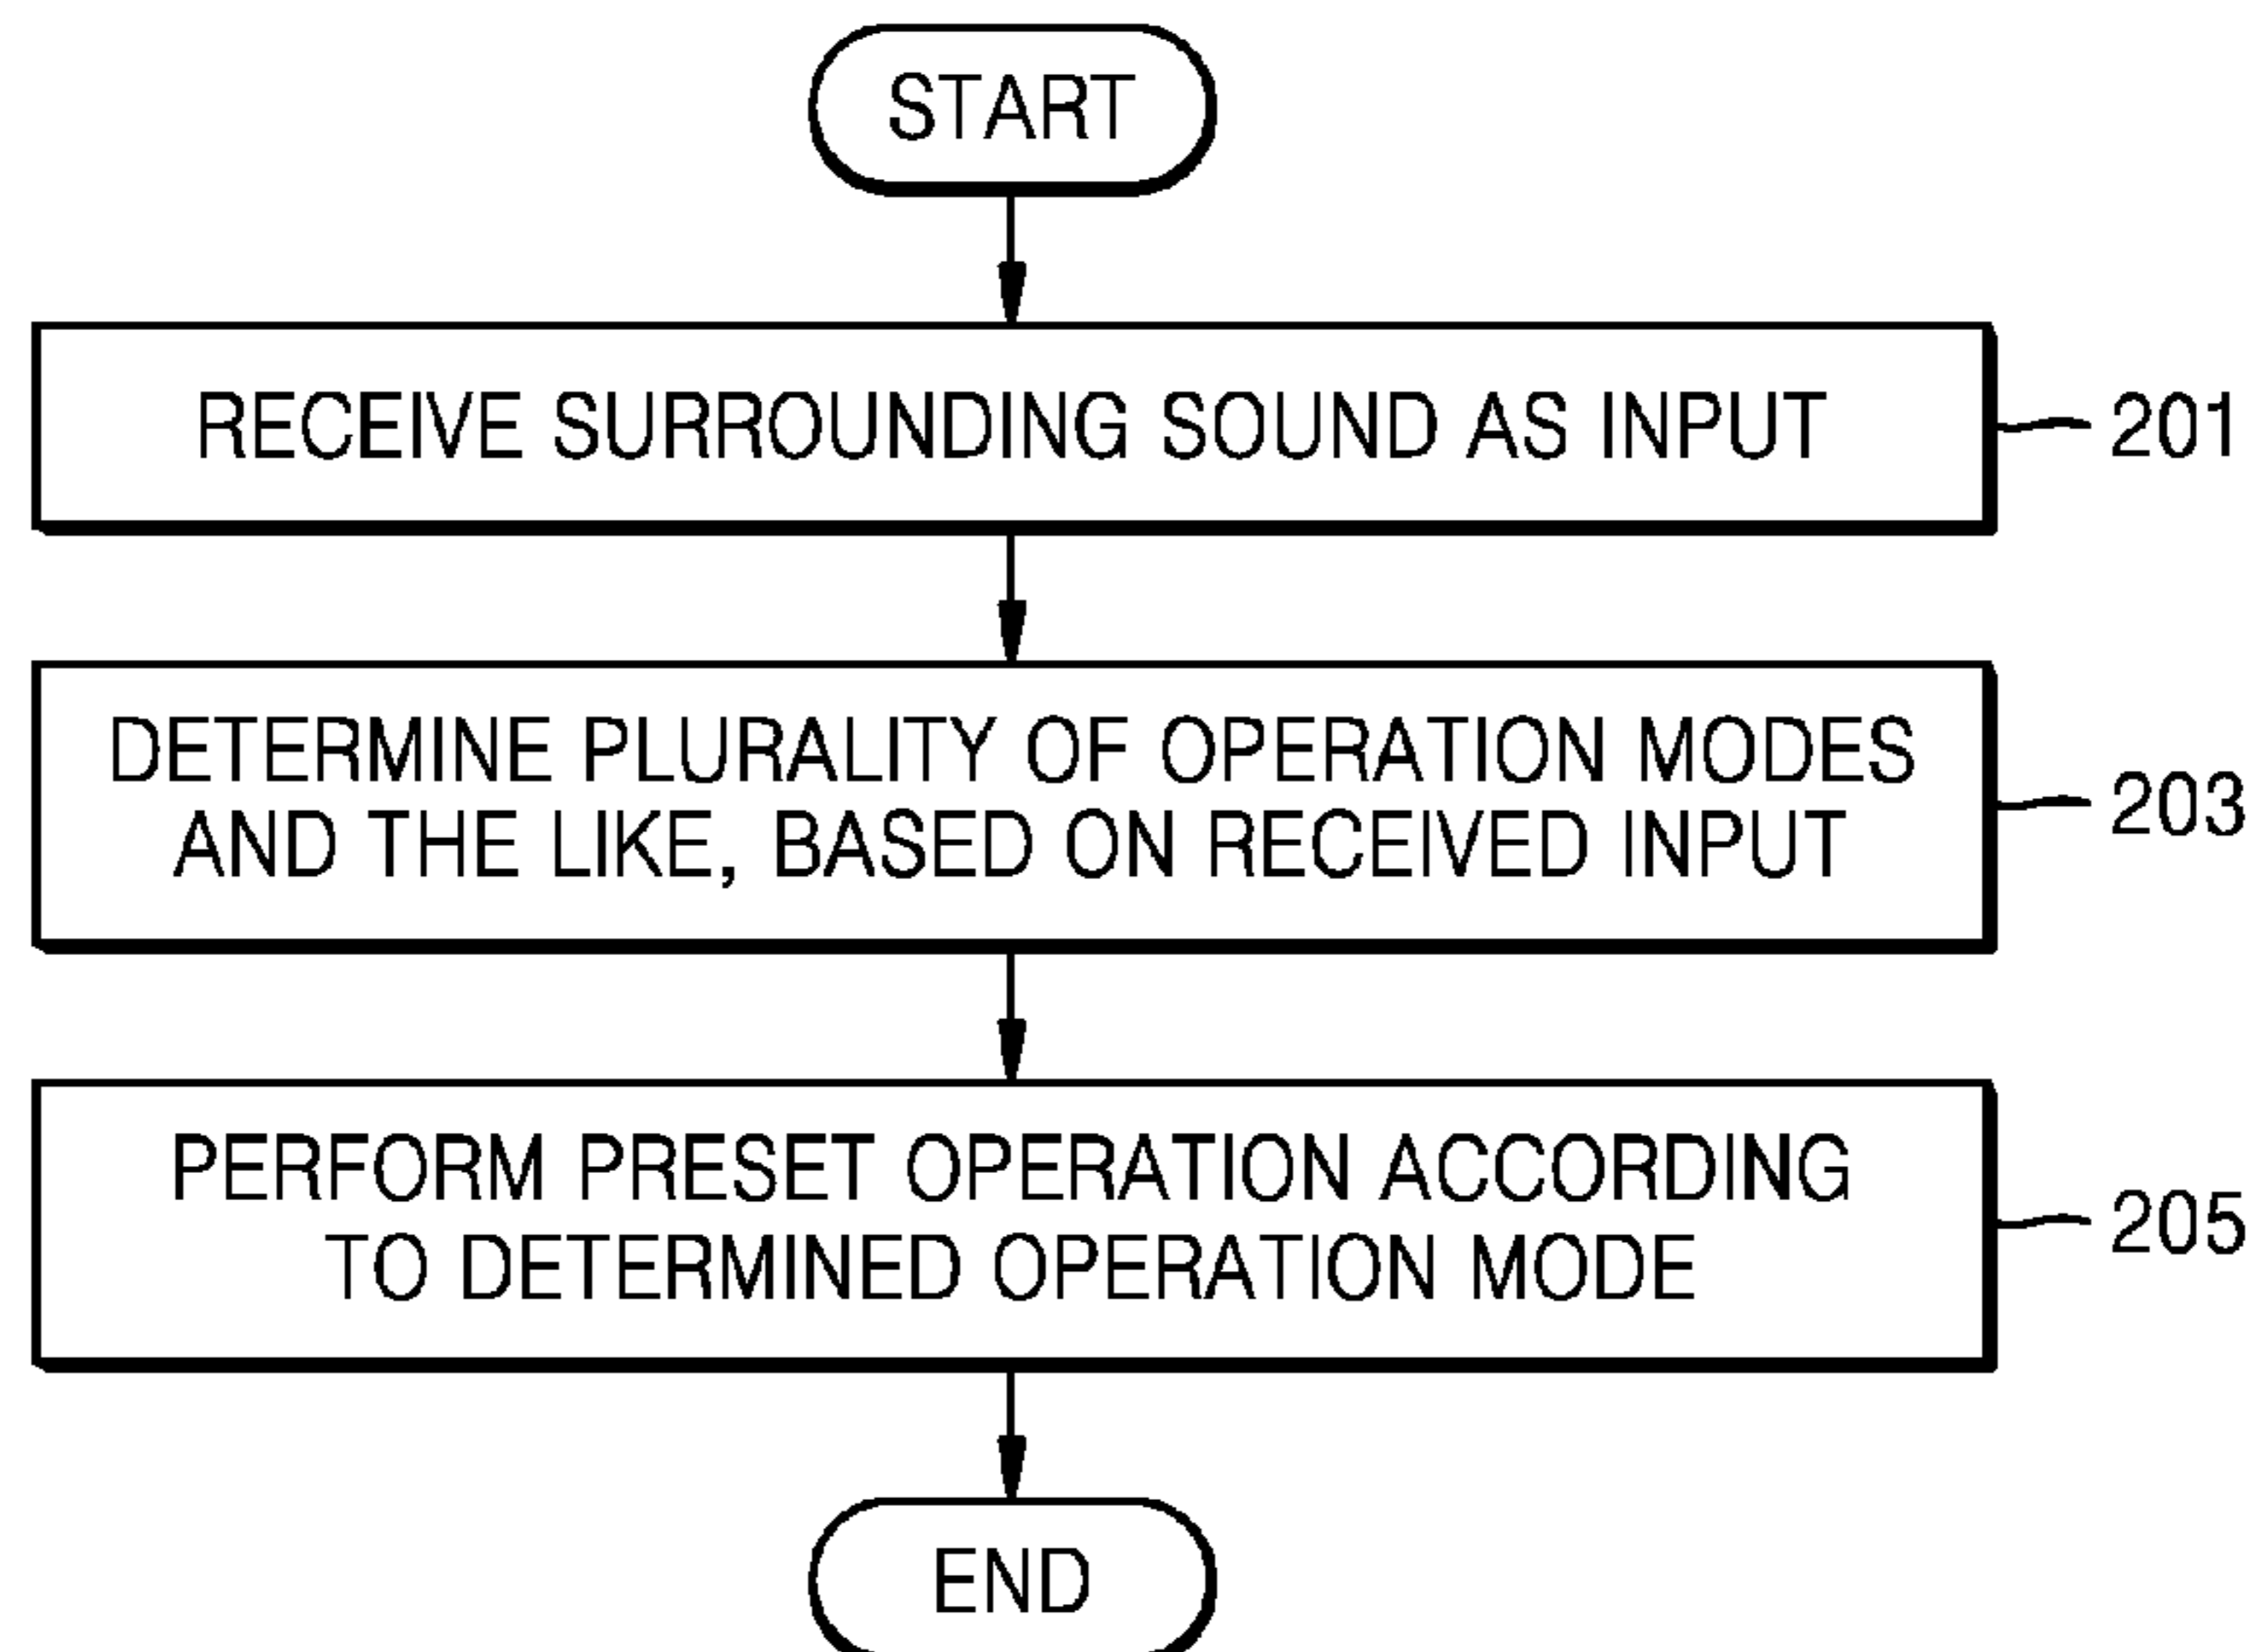 START
RECEIVE SURROUNDING SOUND AS INPUT
201
DETERMINE PLURALITY OF OPERATION MODES
AND THE LIKE, BASED ON RECEIVED INPUT
203
PERFORM PRESET OPERATION ACCORDING
TO DETERMINED OPERATION MODE
205
END